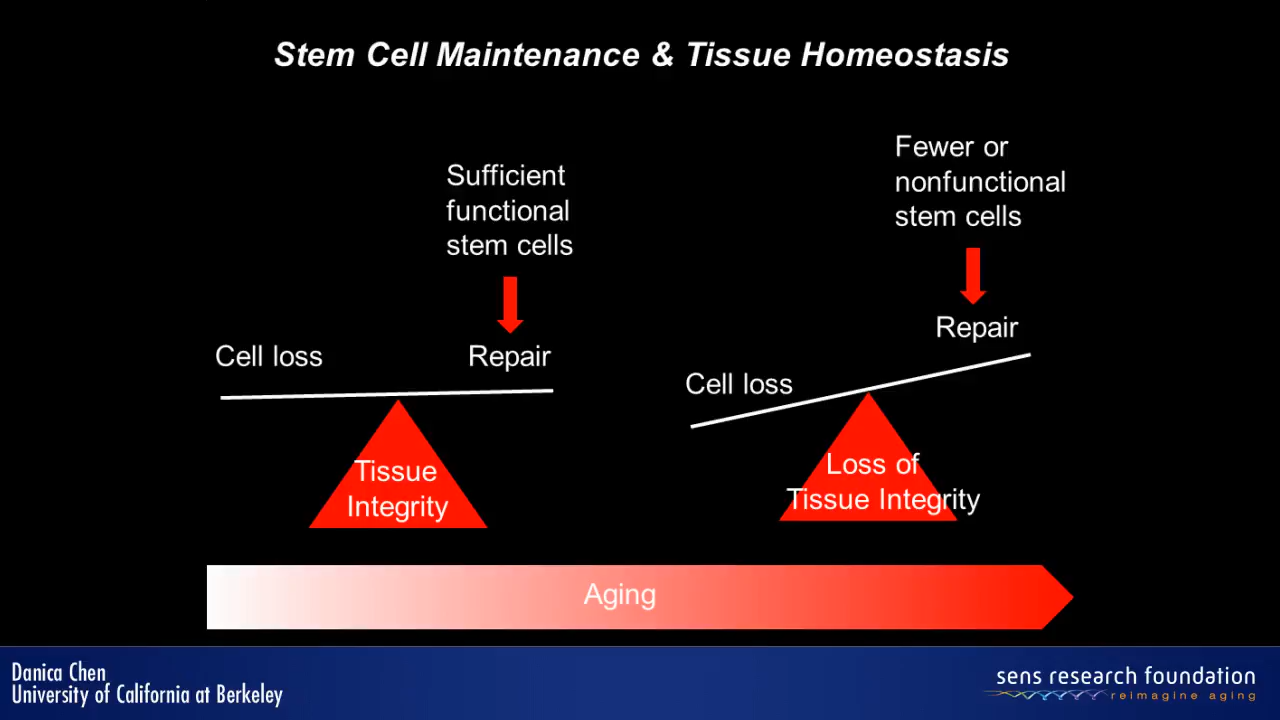 Stem Cell Maintenance & Tissue Homeostasis
Sufficient
functional
stem cells
Cell loss
Repair
Tissue
Integrity
Fewer or
nonfunctional
stem cells
Repair
Cell loss
Loss of
Tissue Integrity
Aging
Danica Chen
University of California at Berkeley
sens research foundation
reimagine aging